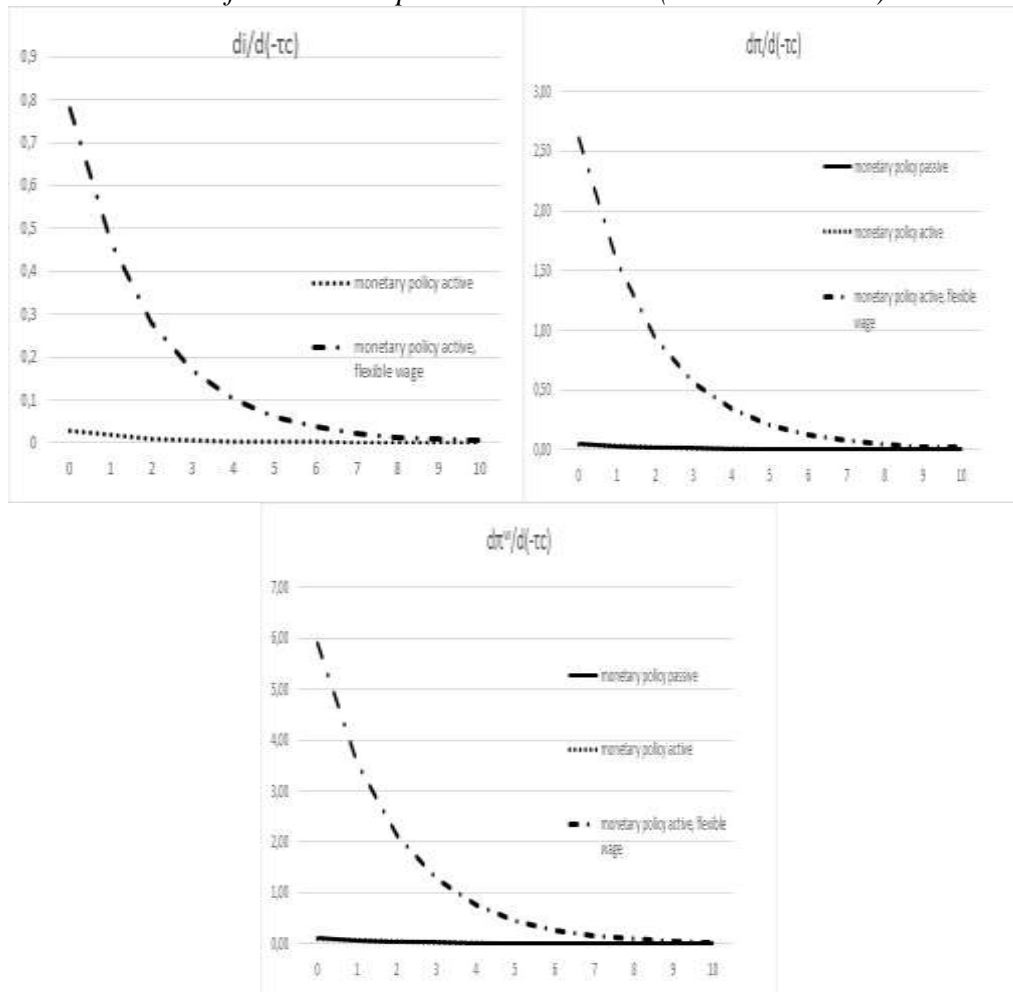 di/d(-τc)
0,9
0,8
0,7
0,6
0,5
0,4
0,3
0,2
0,1
0
0 1 2 3 4 5 6 7 8 9 10
monetary policy active
monetary policy active,
flexible wage
dπ/d(-τc)
3,00
2,50
2,00
1,50
1,00
0,50
0,00
0 1 2 3 4 5 6 7 8 9 10
monetary policy passive
monetary policy active
monetary policy active, flexible
wage
dπʷ/d(-τc)
7,00
6,00
5,00
4,00
3,00
2,00
1,00
0,00
0 1 2 3 4 5 6 7 8 9 10
monetary policy passive
monetary policy active
monetary policy active, flexible
wage